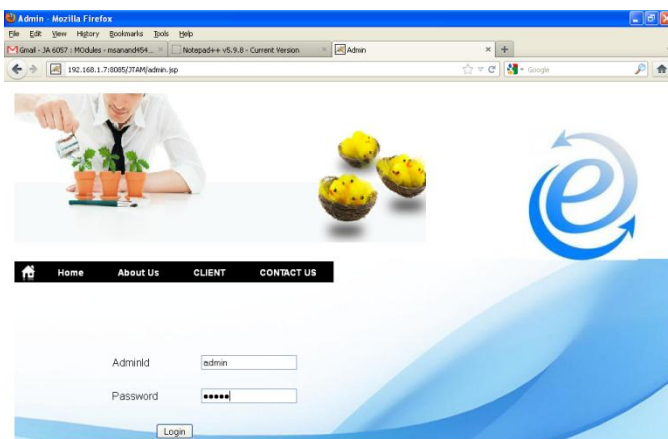 Admin - Mozilla Firefox
File Edit View History Bookmarks Tools Help
Gmail - JA 6057 : MOdules - msanand454... × Notepad++ v5.9.8 - Current Version × Admin × +
192.168.1.7:8085/JTAM/admin.jsp Google
e
Home About Us CLIENT CONTACT US
AdminId admin
Password •••••
Login